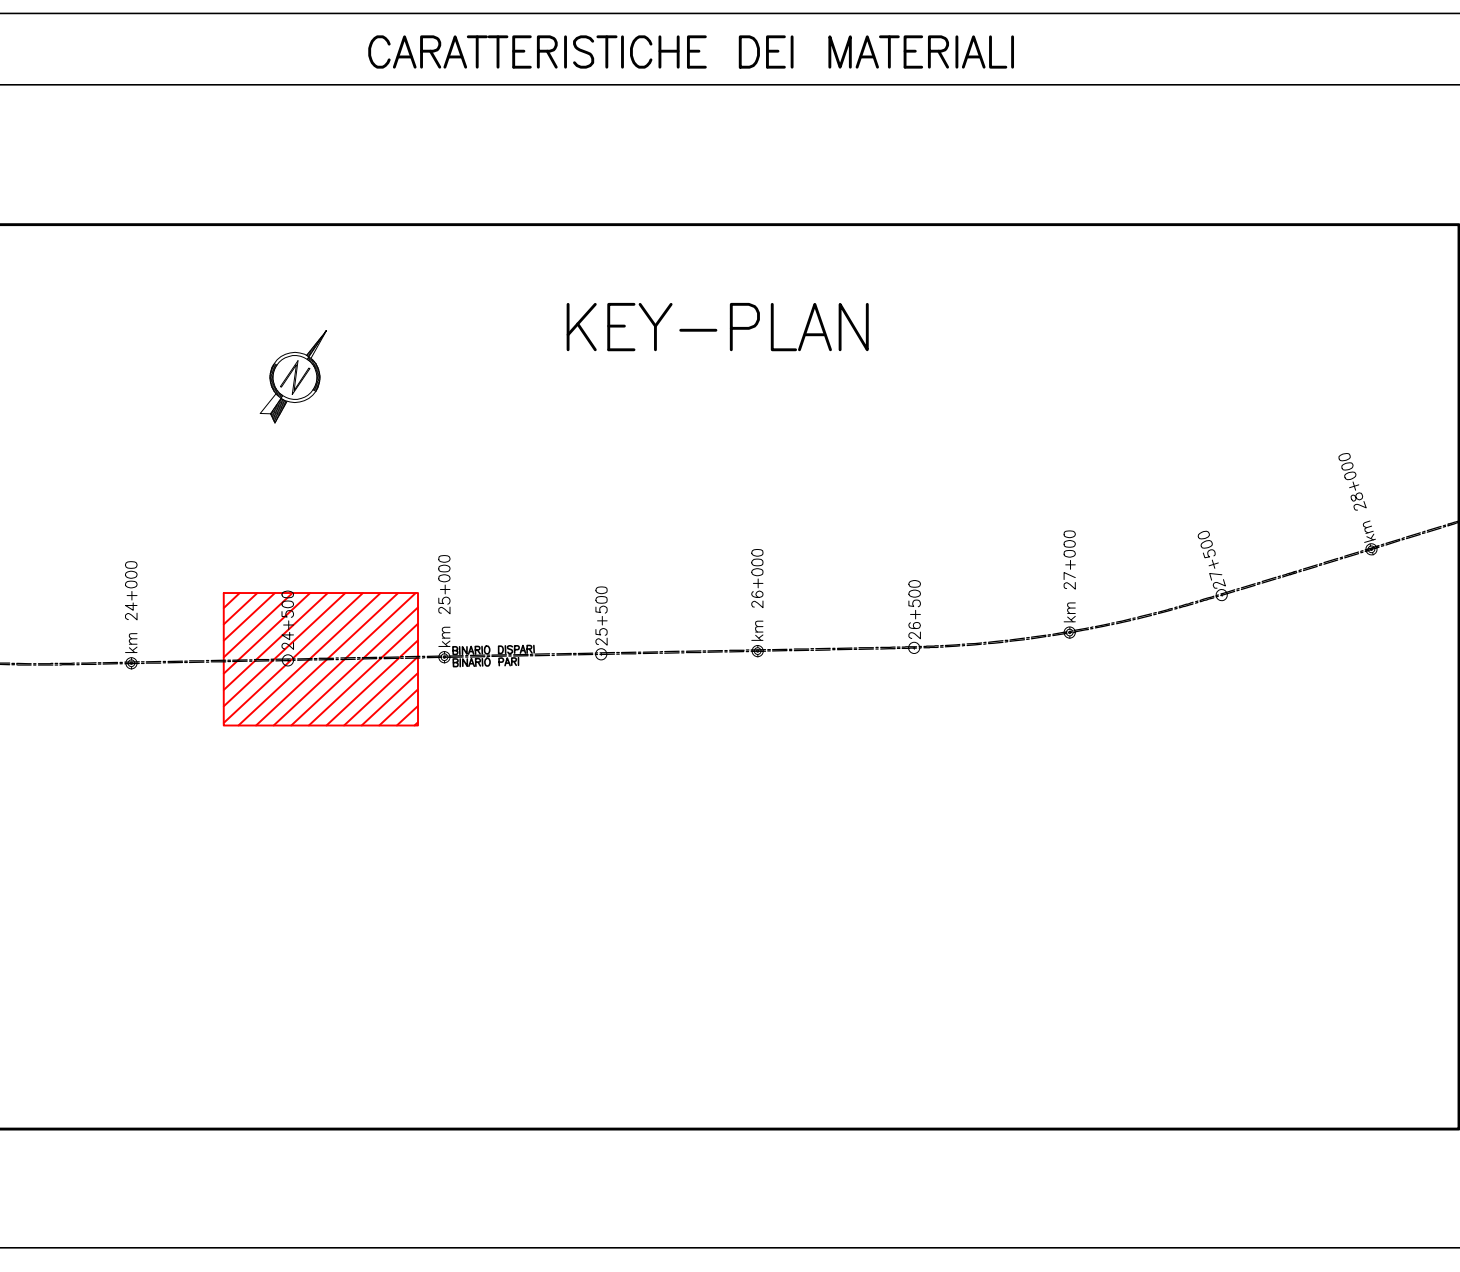 CARATTERISTICHE DEI MATERIALI
KEY-PLAN
N
km 24+000
24+500
km 25+000
BINARIO DISPARI
BINARIO PARI
25+500
km 26+000
26+500
km 27+000
27+500
km 28+000